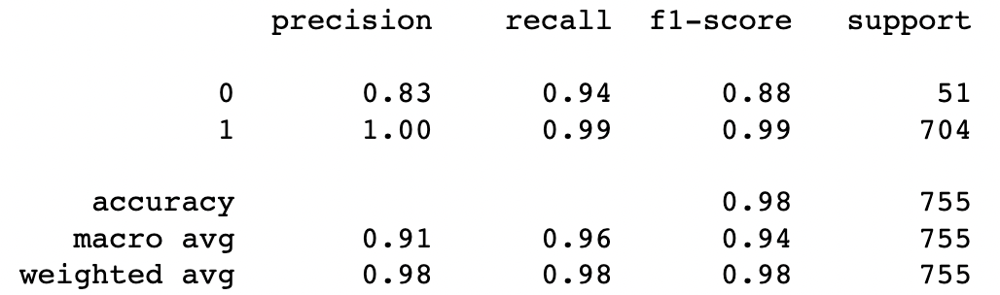 precision recall f1-score support
0 0.83 0.94 0.88 51
1 1.00 0.99 0.99 704
accuracy 0.98 755
macro avg 0.91 0.96 0.94 755
weighted avg 0.98 0.98 0.98 755